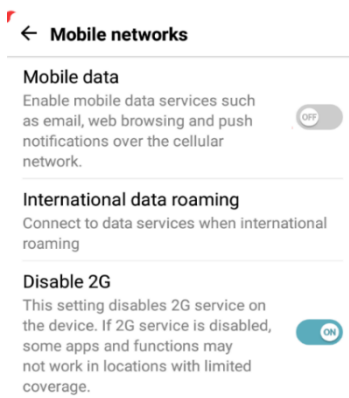 Mobile networks
Mobile data
Enable mobile data services such
as email, web browsing and push
notifications over the cellular
network.
OFF
International data roaming
Connect to data services when international
roaming
Disable 2G
This setting disables 2G service on
the device. If 2G service is disabled,
some apps and functions may
not work in locations with limited
coverage.
ON